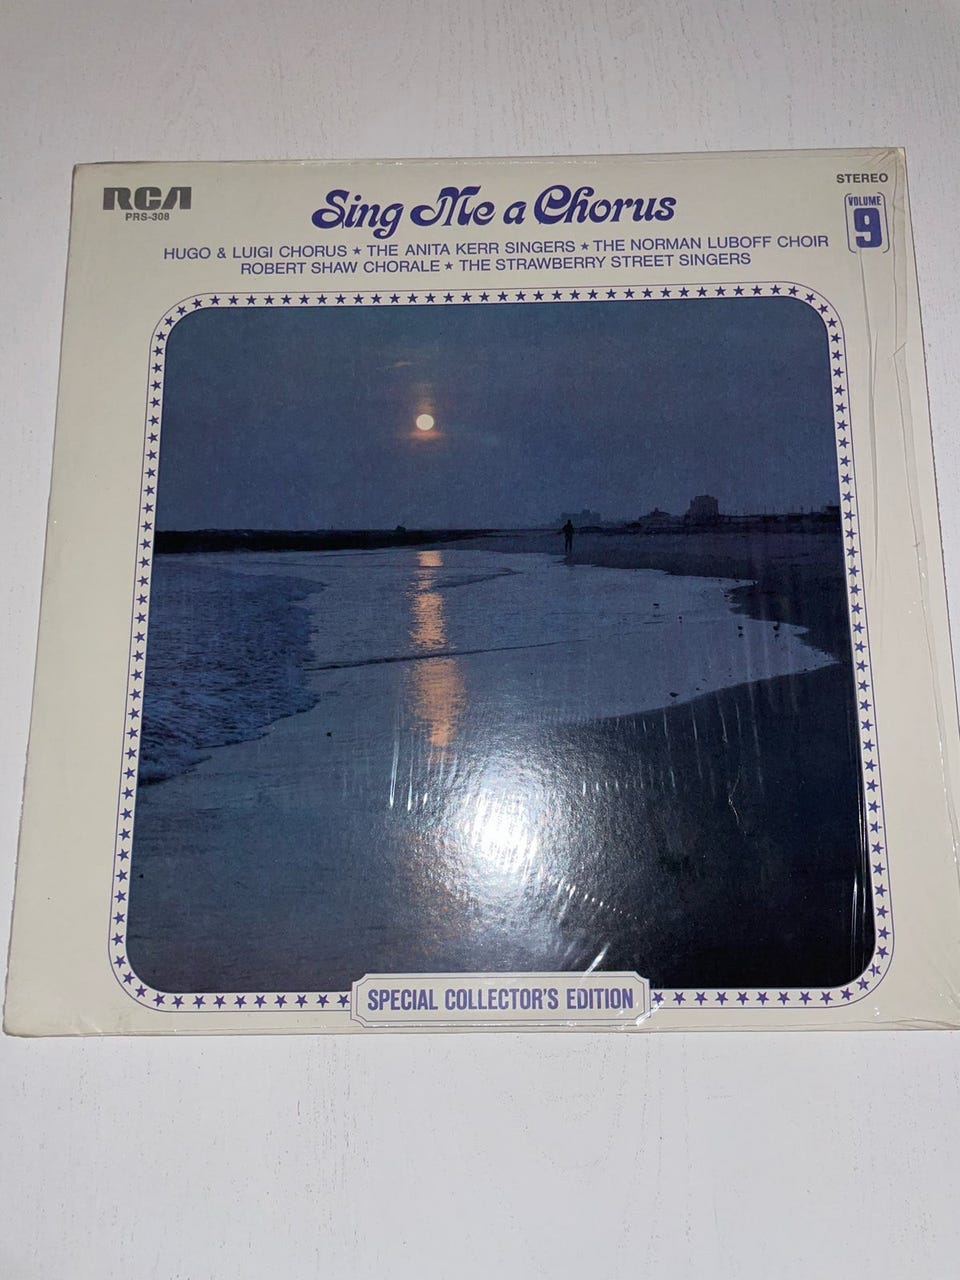 RCA
PRS-308
Sing Me a Chorus
STEREO
VOLUME
9
HUGO & LUIGI CHORUS ★ THE ANITA KERR SINGERS ★ THE NORMAN LUBOFF CHOIR
ROBERT SHAW CHORALE ★ THE STRAWBERRY STREET SINGERS
SPECIAL COLLECTOR'S EDITION